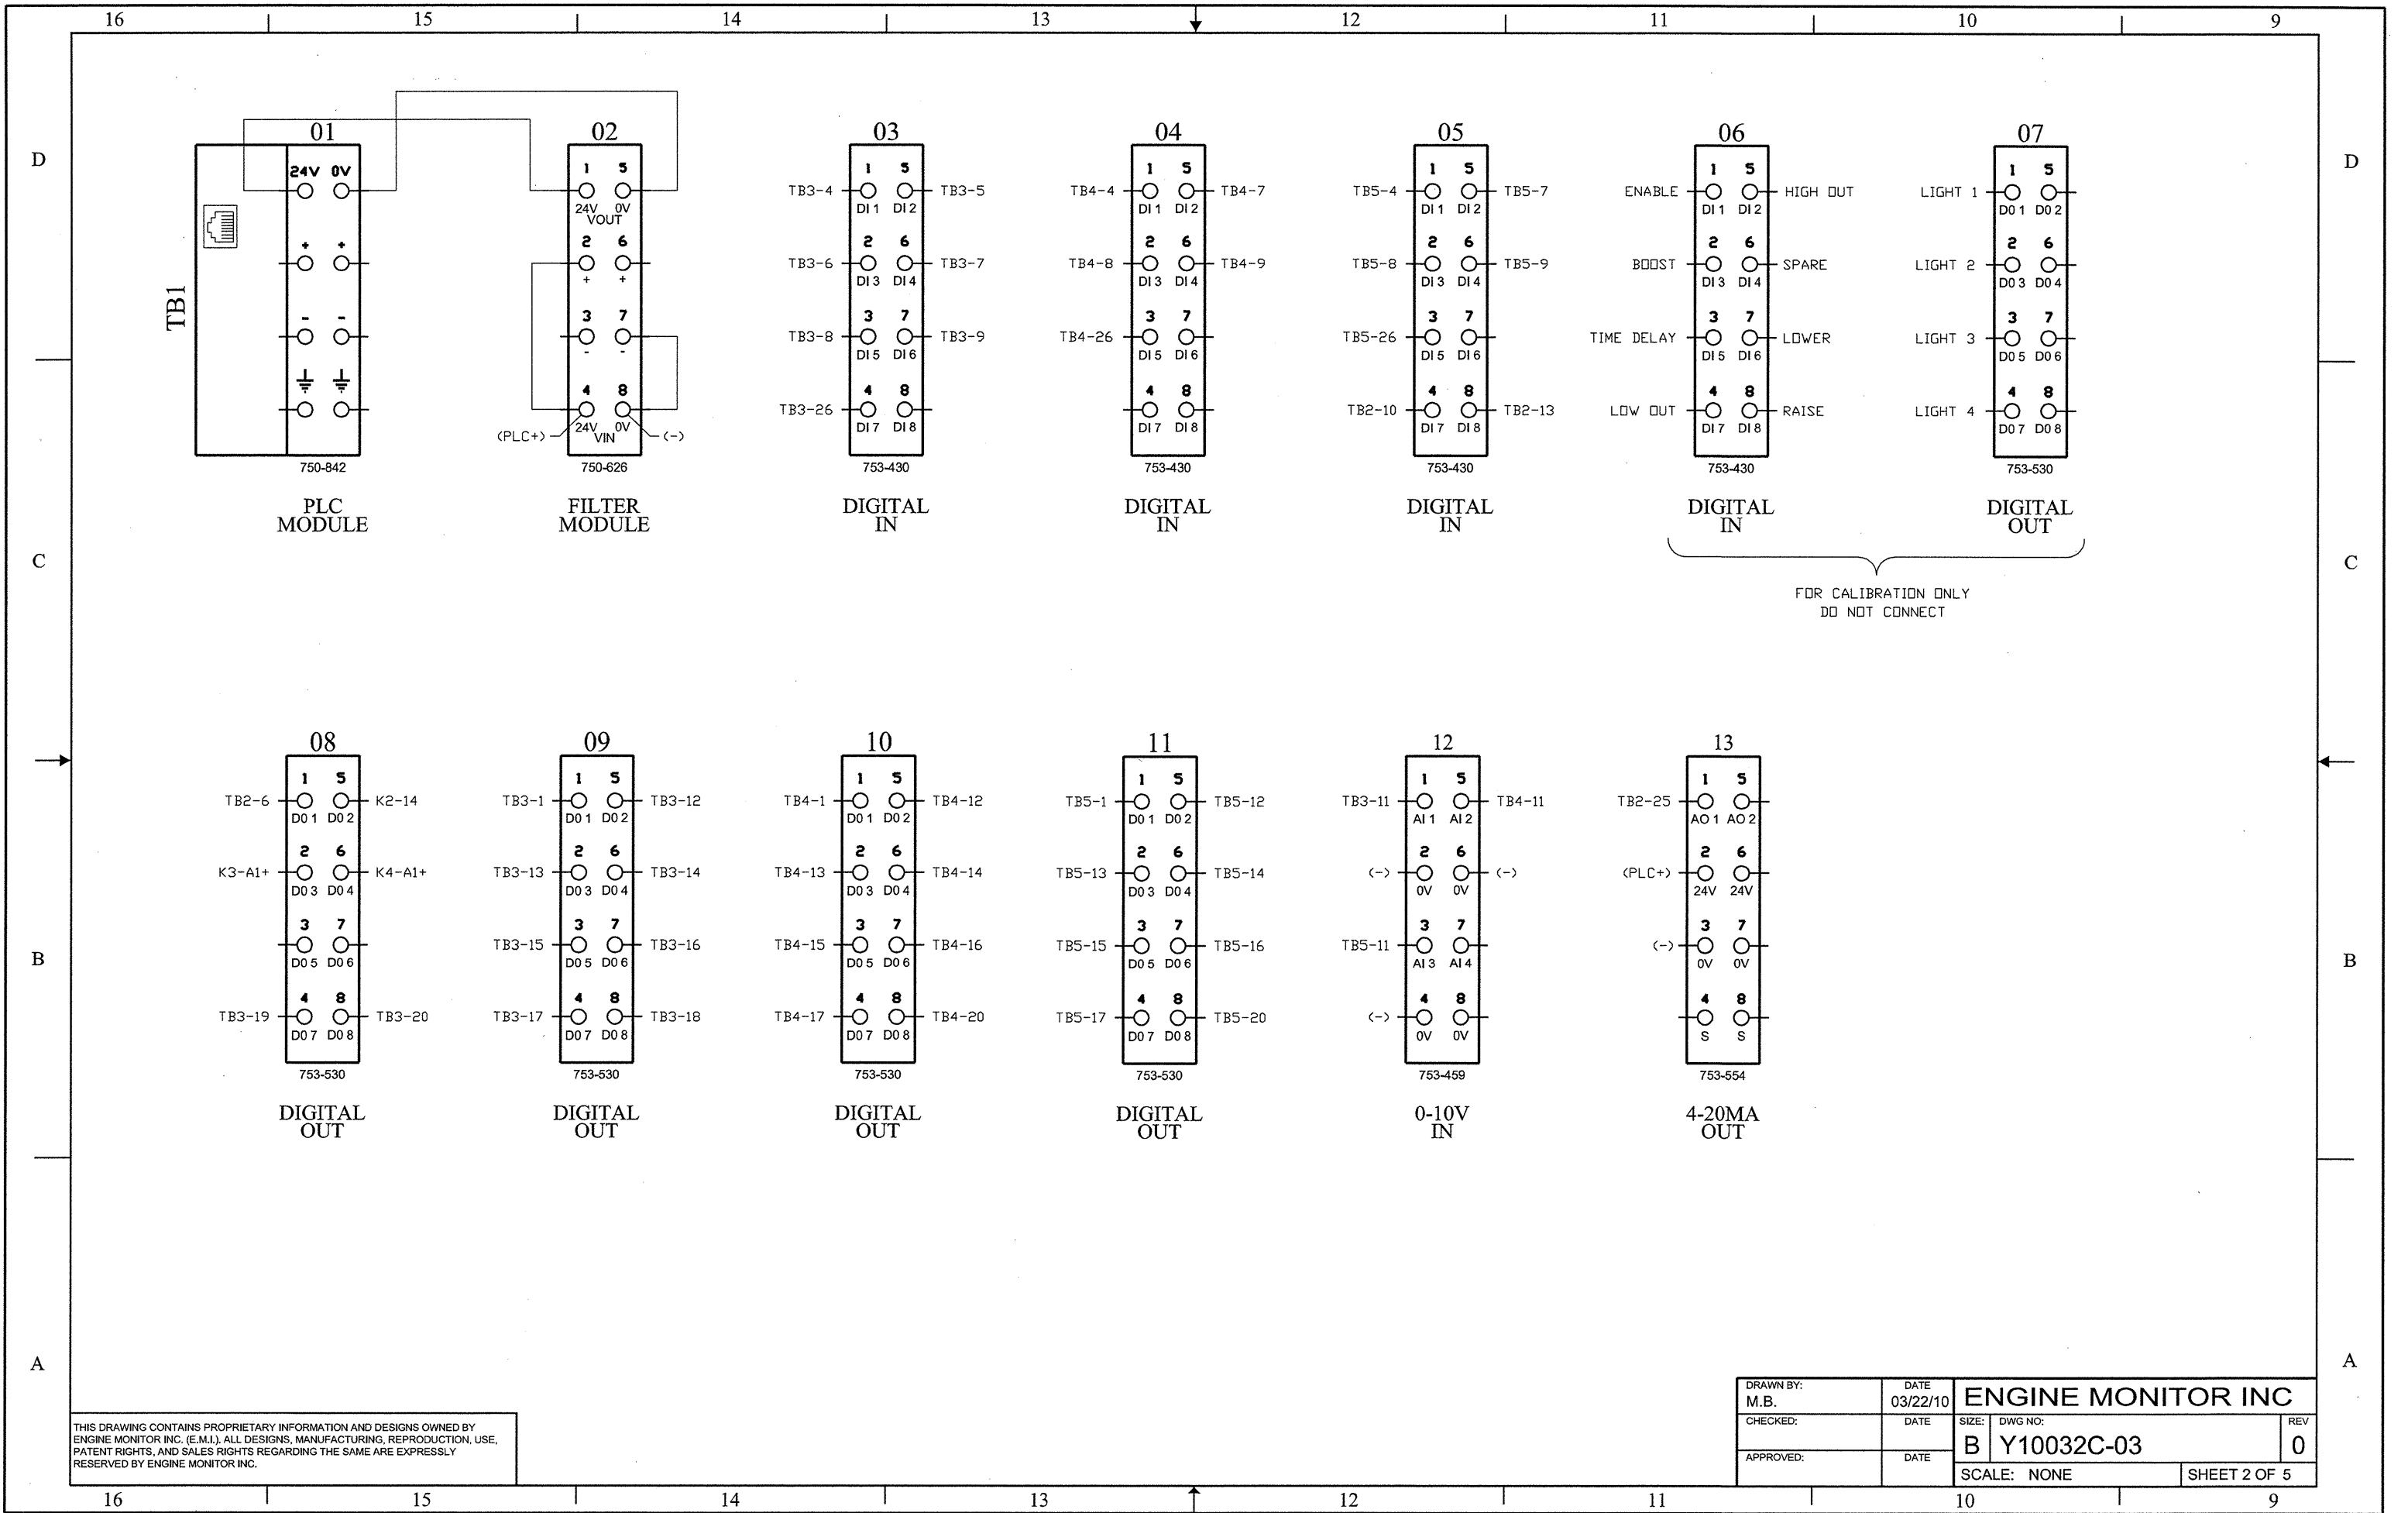 16 15 14 13 12 11 10 9
01 02 03 04 05 06 07
D D
24V 0V 1 5 1 5 1 5 1 5 1 5 1 5
TB3-4 TB3-5 TB4-4 TB4-7 TB5-4 TB5-7 ENABLE HIGH OUT LIGHT 1
24V 0V DI 1 DI 2 DI 1 DI 2 DI 1 DI 2 DI 1 DI 2 DO 1 DO 2
VOUT
+ + 2 6 2 6 2 6 2 6 2 6 2 6
TB3-6 TB3-7 TB4-8 TB4-9 TB5-8 TB5-9 BOOST SPARE LIGHT 2
+ + DI 3 DI 4 DI 3 DI 4 DI 3 DI 4 DI 3 DI 4 DO 3 DO 4
TB1
- - 3 7 3 7 3 7 3 7 3 7 3 7
TB3-8 TB3-9 TB4-26 TB5-26 TIME DELAY LOWER LIGHT 3
- - DI 5 DI 6 DI 5 DI 6 DI 5 DI 6 DI 5 DI 6 DO 5 DO 6
4 8 4 8 4 8 4 8 4 8 4 8
TB3-26 TB2-10 TB2-13 LOW OUT RAISE LIGHT 4
(PLC+) 24V 0V (-) DI 7 DI 8 DI 7 DI 8 DI 7 DI 8 DI 7 DI 8 DO 7 DO 8
VIN
750-842 750-626 753-430 753-430 753-430 753-430 753-530
PLC FILTER DIGITAL DIGITAL DIGITAL DIGITAL DIGITAL
MODULE MODULE IN IN IN IN OUT
C C
FOR CALIBRATION ONLY
DO NOT CONNECT
08 09 10 11 12 13
1 5 1 5 1 5 1 5 1 5 1 5
TB2-6 K2-14 TB3-1 TB3-12 TB4-1 TB4-12 TB5-1 TB5-12 TB3-11 TB4-11 TB2-25
DO 1 DO 2 DO 1 DO 2 DO 1 DO 2 DO 1 DO 2 AI 1 AI 2 AO 1 AO 2
2 6 2 6 2 6 2 6 2 6 2 6
K3-A1+ K4-A1+ TB3-13 TB3-14 TB4-13 TB4-14 TB5-13 TB5-14 (-) (-) (PLC+)
DO 3 DO 4 DO 3 DO 4 DO 3 DO 4 DO 3 DO 4 0V 0V 24V 24V
3 7 3 7 3 7 3 7 3 7 3 7
TB3-15 TB3-16 TB4-15 TB4-16 TB5-15 TB5-16 TB5-11 (-)
B B
DO 5 DO 6 DO 5 DO 6 DO 5 DO 6 DO 5 DO 6 AI 3 AI 4 0V 0V
4 8 4 8 4 8 4 8 4 8 4 8
TB3-19 TB3-20 TB3-17 TB3-18 TB4-17 TB4-20 TB5-17 TB5-20 (-)
DO 7 DO 8 DO 7 DO 8 DO 7 DO 8 DO 7 DO 8 0V 0V S S
753-530 753-530 753-530 753-530 753-459 753-554
DIGITAL DIGITAL DIGITAL DIGITAL 0-10V 4-20MA
OUT OUT OUT OUT IN OUT
A A
THIS DRAWING CONTAINS PROPRIETARY INFORMATION AND DESIGNS OWNED BY
ENGINE MONITOR INC. (E.M.I.). ALL DESIGNS, MANUFACTURING, REPRODUCTION, USE,
PATENT RIGHTS, AND SALES RIGHTS REGARDING THE SAME ARE EXPRESSLY
RESERVED BY ENGINE MONITOR INC.
DRAWN BY: DATE
M.B. 03/22/10
ENGINE MONITOR INC
CHECKED: DATE
SIZE: DWG NO: REV
B Y10032C-03 0
APPROVED: DATE
SCALE: NONE SHEET 2 OF 5
16 15 14 13 12 11 10 9